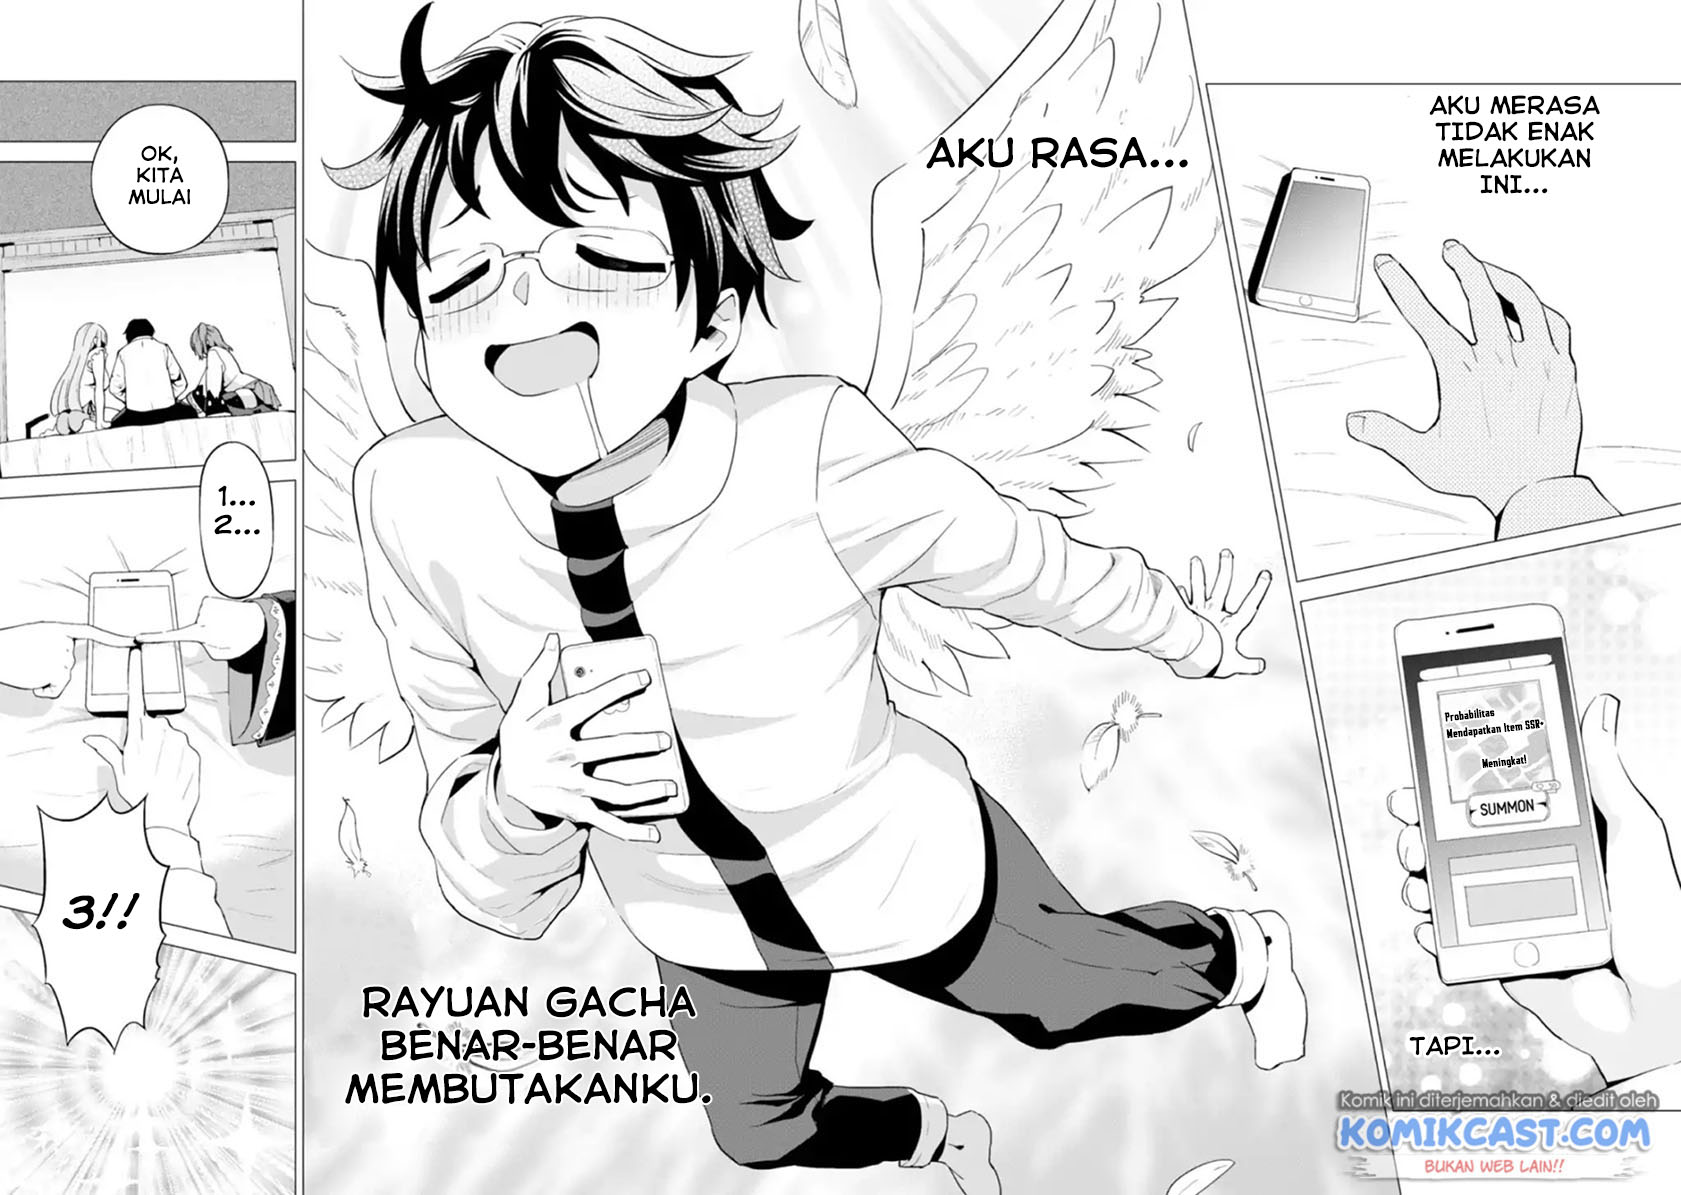 AKU MERASA
TIDAK ENAK
MELAKUKAN
INI...
Probabilitas
Mendapatkan Item SSR+
Meningkat!
SUMMON
TAPI...
AKU RASA...
RAYUAN GACHA
BENAR-BENAR
MEMBUTAKANKU.
OK,
KITA
MULAI
1...
2...
3!!
Komik ini diterjemahkan & diedit oleh
KOMIKCAST.COM
BUKAN WEB LAIN!!